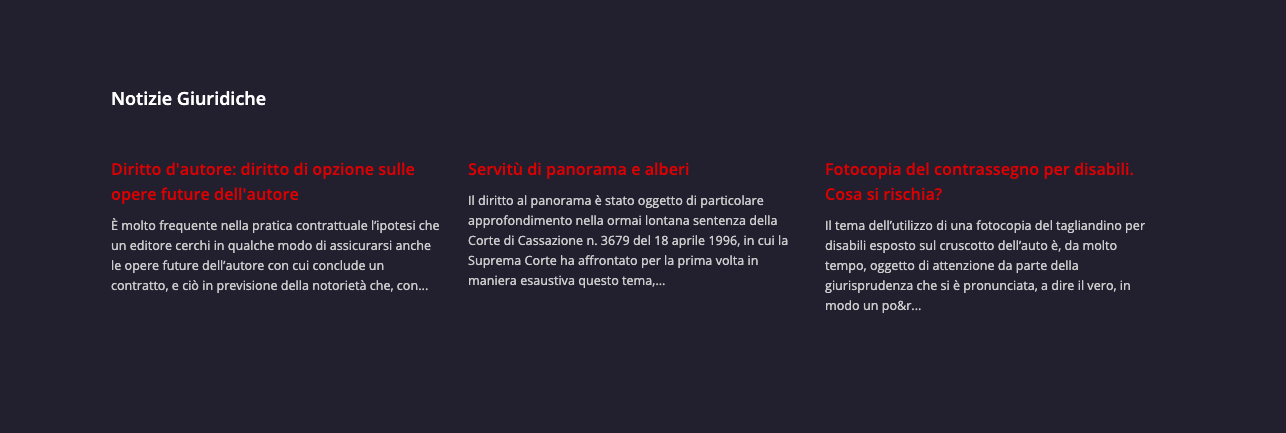 Notizie Giuridiche
Diritto d'autore: diritto di opzione sulle
opere future dell'autore
È molto frequente nella pratica contrattuale l’ipotesi che
un editore cerchi in qualche modo di assicurarsi anche
le opere future dell’autore con cui conclude un
contratto, e ciò in previsione della notorietà che, con...
Servitù di panorama e alberi
Il diritto al panorama è stato oggetto di particolare
approfondimento nella ormai lontana sentenza della
Corte di Cassazione n. 3679 del 18 aprile 1996, in cui la
Suprema Corte ha affrontato per la prima volta in
maniera esaustiva questo tema,...
Fotocopia del contrassegno per disabili.
Cosa si rischia?
Il tema dell’utilizzo di una fotocopia del tagliandino per
disabili esposto sul cruscotto dell’auto è, da molto
tempo, oggetto di attenzione da parte della
giurisprudenza che si è pronunciata, a dire il vero, in
modo un po&r...